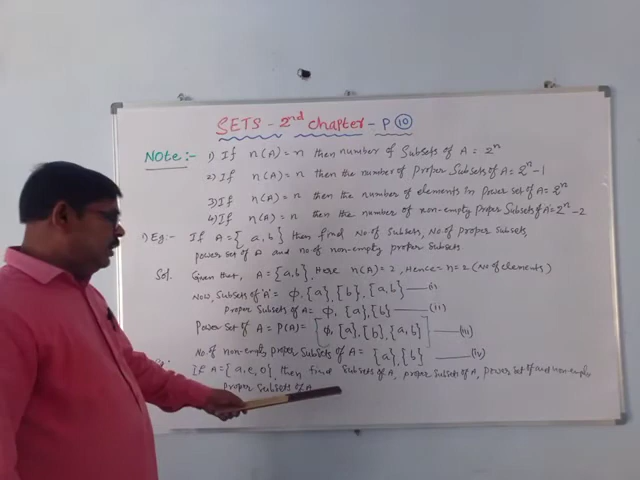 SETS - 2nd chapter - P 10
NOte:- 1) If n(A) = n then number of Subsets of A = 2^n
2) If n(A) = n then the number of proper Subsets of A = 2^n - 1
3) If n(A) = n then the number of elements in power set of A = 2^n
4) If n(A) = n then the number of non-empty proper Subsets of A = 2^n - 2
1) Eg:- If A = { a, b } then find No of Subsets, No of proper Subsets,
power set of A and no of non-empty proper subsets.
Sol. Given that, A = {a, b}, Here n(A) = 2, Hence n = 2 (No of elements)
Now, Subsets of 'A' = ϕ, {a}, {b}, {a, b} — (i)
Proper Subsets of A = ϕ, {a}, {b} — (ii)
Power Set of A = P(A) = [ϕ, {a}, {b}, {a, b}] — (iii)
No. of non-empty proper Subsets of A = {a}, {b} — (iv)
If A = {a, e, o}, then find Subsets of A, proper Subsets of A, power set of and non-empty
proper Subsets of A